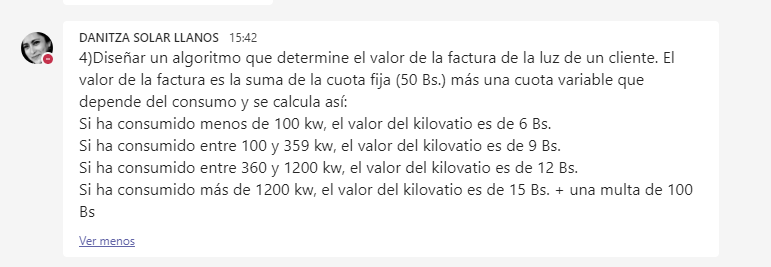 DANITZA SOLAR LLANOS 15:42
4)Diseñar un algoritmo que determine el valor de la factura de la luz de un cliente. El
valor de la factura es la suma de la cuota fija (50 Bs.) más una cuota variable que
depende del consumo y se calcula así:
Si ha consumido menos de 100 kw, el valor del kilovatio es de 6 Bs.
Si ha consumido entre 100 y 359 kw, el valor del kilovatio es de 9 Bs.
Si ha consumido entre 360 y 1200 kw, el valor del kilovatio es de 12 Bs.
Si ha consumido más de 1200 kw, el valor del kilovatio es de 15 Bs. + una multa de 100
Bs
Ver menos